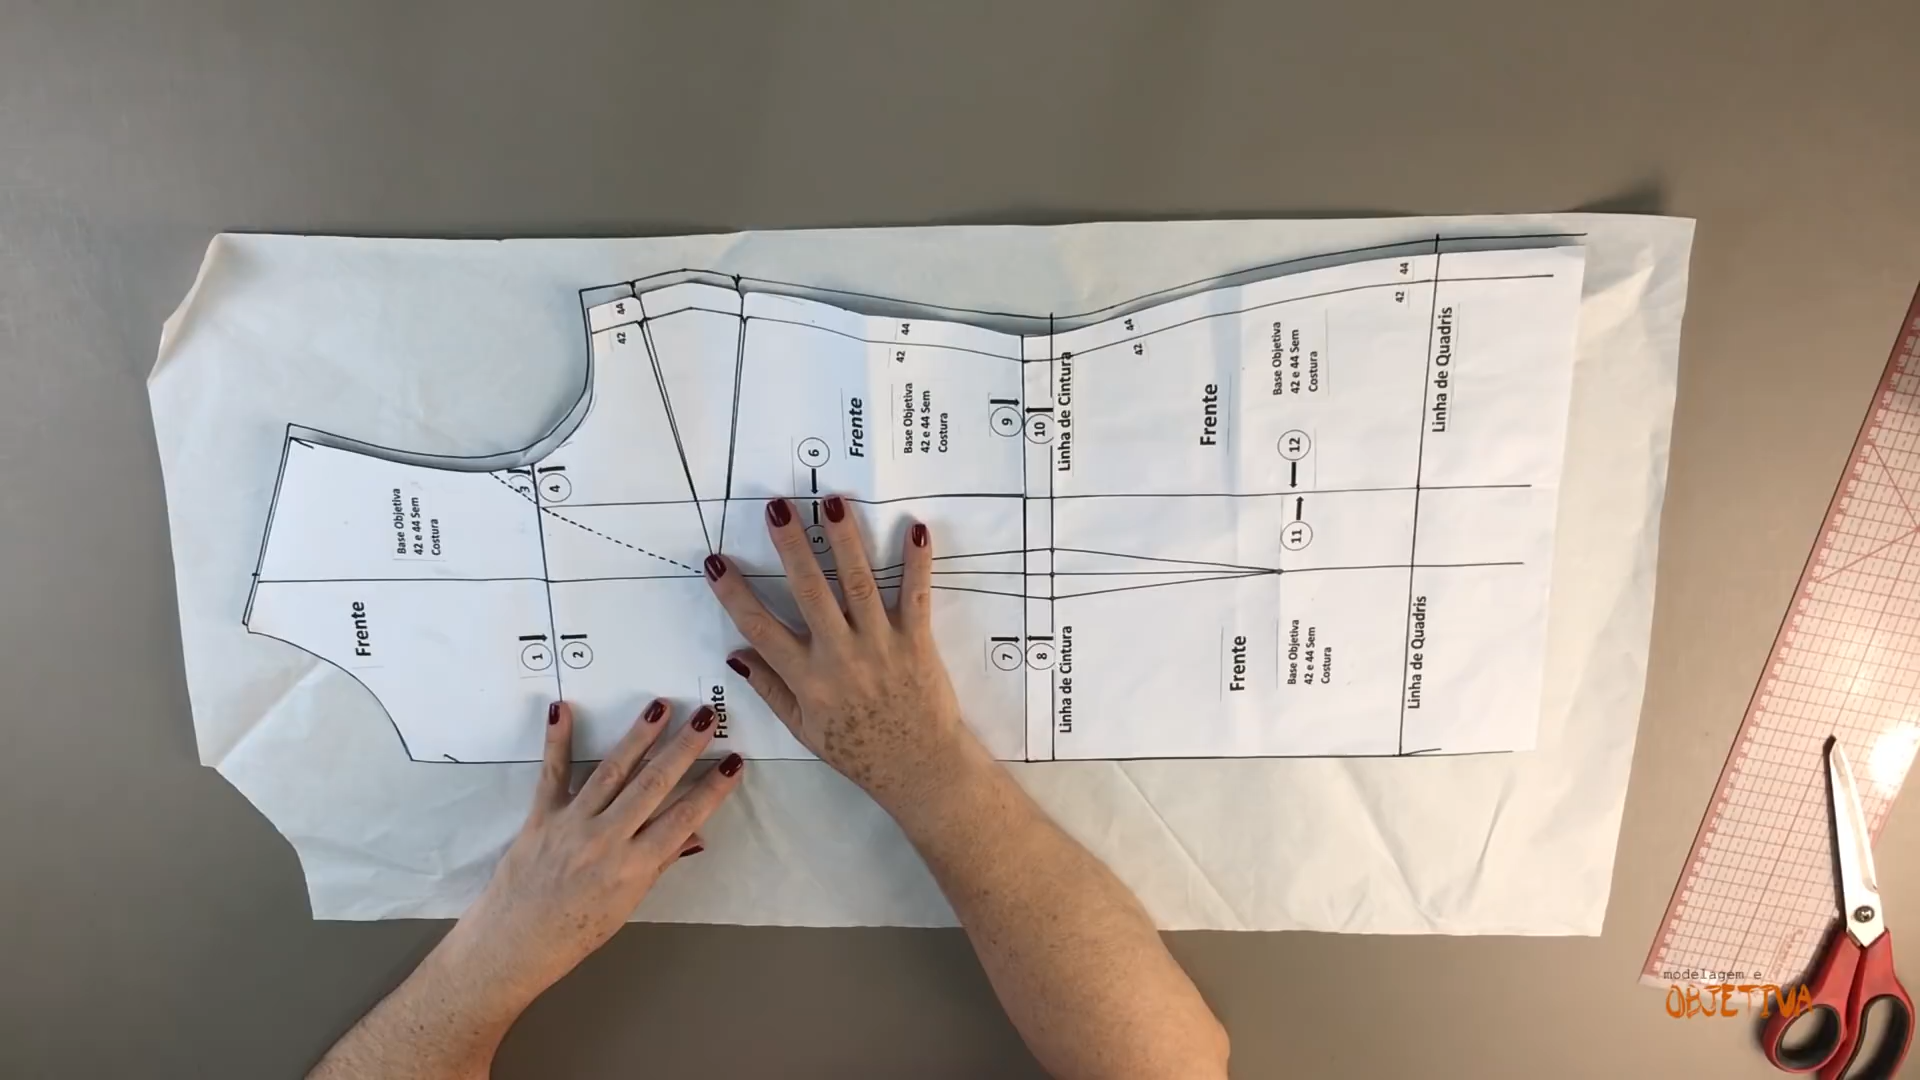 44
42
Base Objetiva
42 e 44 Sem
Costura
Frente
3
4
1
2
Frente
44
42
Frente
Base Objetiva
42 e 44 Sem
Costura
6
5
9
10
Linha de Cintura
7
8
Linha de Cintura
44
42
Frente
Base Objetiva
42 e 44 Sem
Costura
12
11
Frente
Base Objetiva
42 e 44 Sem
Costura
44
42
Linha de Quadris
Linha de Quadris
modelagem e
OBJETIVA